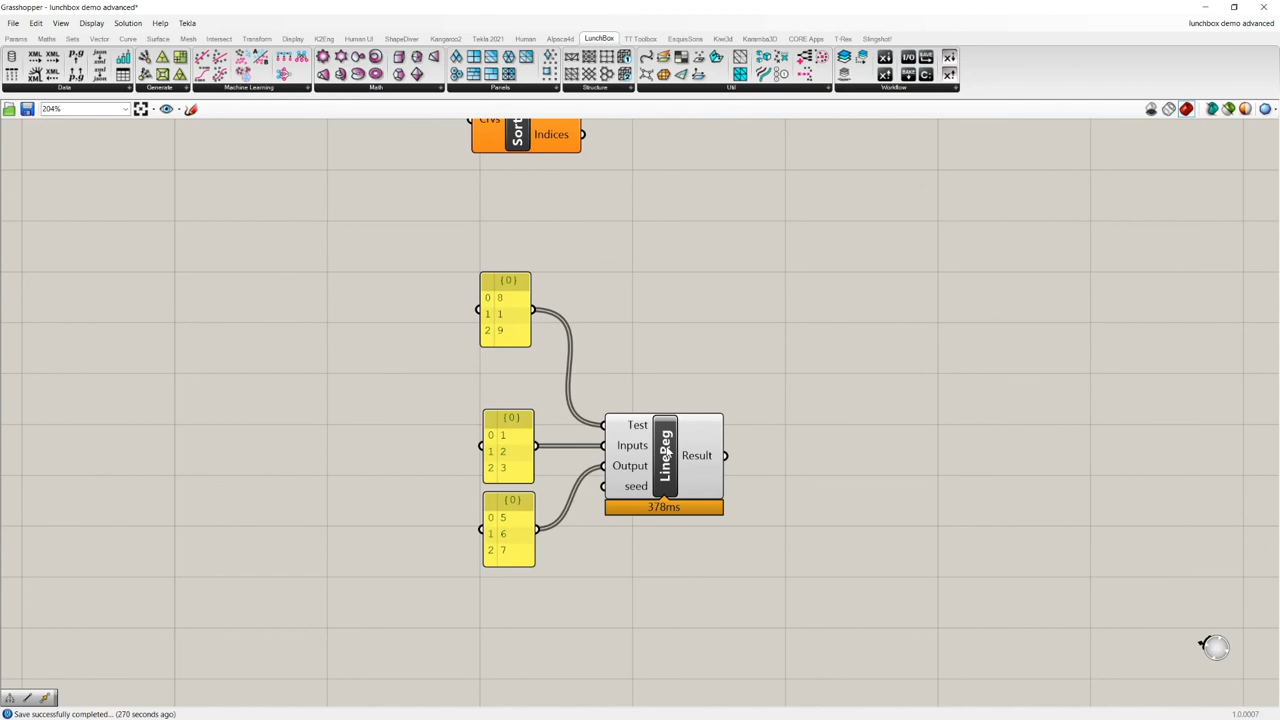 Grasshopper - lunchbox demo advanced*
File Edit View Display Solution Help Tekla
lunchbox demo advanced*
Params Maths Sets Vector Curve Surface Mesh Intersect Transform Display K2Eng Human UI ShapeDiver Kangaroo2 Tekla 2021 Human Alpaca4d LunchBox TT Toolbox EsquisSons Kiwi3d Karamba3D CORE Apps T-Rex Slingshot!
Data Generate Machine Learning Math Panels Structure Util Workflow
204%
Crvs Sort Indices
{0}
0 8
1 1
2 9
{0}
0 1
1 2
2 3
{0}
0 5
1 6
2 7
Test
Inputs
Output
seed
LineReg
Result
378ms
Save successfully completed... (270 seconds ago)
1.0.0007